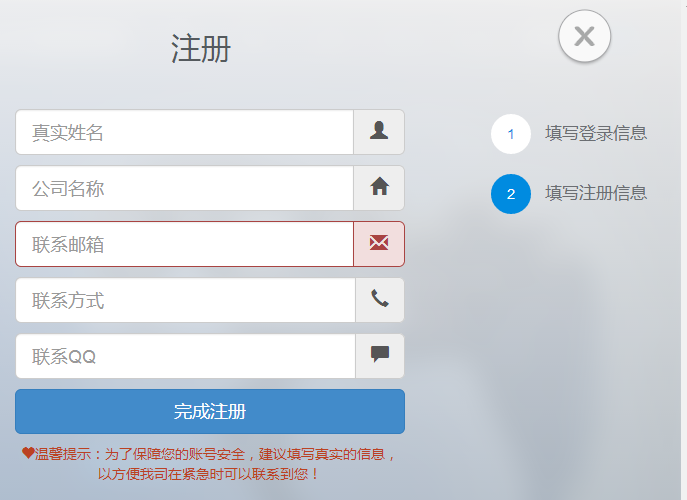 注册
真实姓名
公司名称
联系邮箱
联系方式
联系QQ
完成注册
温馨提示：为了保障您的账号安全，建议填写真实的信息，
以方便我司在紧急时可以联系到您！
1 填写登录信息
2 填写注册信息